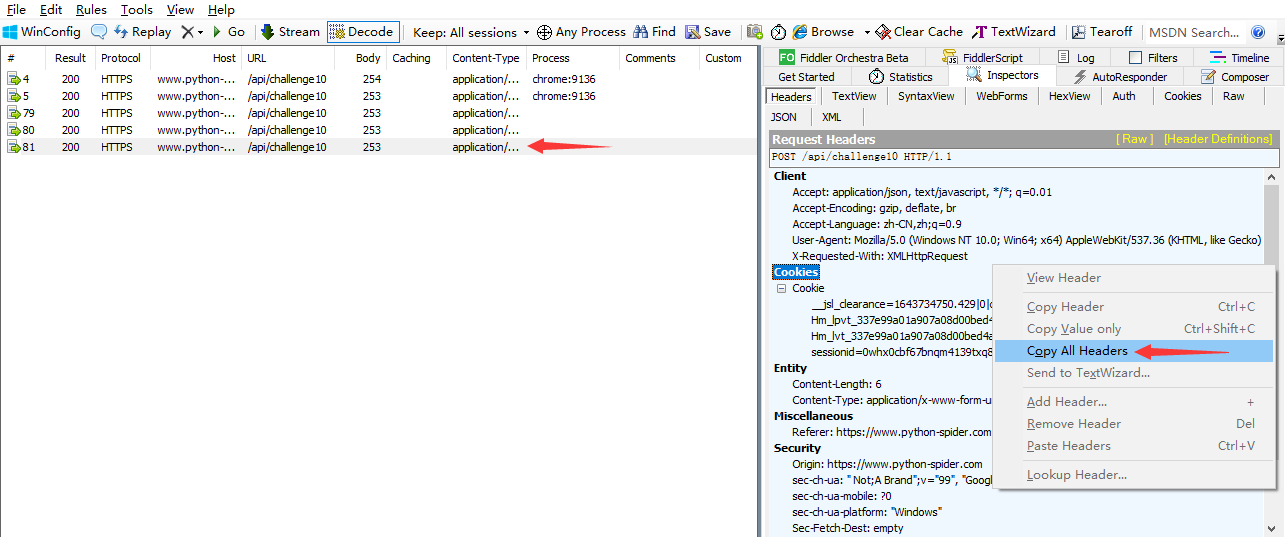 File Edit Rules Tools View Help
WinConfig Replay Go Stream Decode Keep: All sessions Any Process Find Save Browse Clear Cache TextWizard Tearoff MSDN Search...
# Result Protocol Host URL Body Caching Content-Type Process Comments Custom
4 200 HTTPS www.python-... /api/challenge10 254 application/... chrome:9136
5 200 HTTPS www.python-... /api/challenge10 253 application/... chrome:9136
79 200 HTTPS www.python-... /api/challenge10 253 application/...
80 200 HTTPS www.python-... /api/challenge10 253 application/...
81 200 HTTPS www.python-... /api/challenge10 253 application/...
FO Fiddler Orchestra Beta FiddlerScript Log Filters Timeline
Get Started Statistics Inspectors AutoResponder Composer
Headers TextView SyntaxView WebForms HexView Auth Cookies Raw
JSON XML
Request Headers [ Raw ] [Header Definitions]
POST /api/challenge10 HTTP/1.1
Client
Accept: application/json, text/javascript, */*; q=0.01
Accept-Encoding: gzip, deflate, br
Accept-Language: zh-CN,zh;q=0.9
User-Agent: Mozilla/5.0 (Windows NT 10.0; Win64; x64) AppleWebKit/537.36 (KHTML, like Gecko)
X-Requested-With: XMLHttpRequest
Cookies
Cookie
__jsl_clearance=1643734750.429|0|
Hm_lpvt_337e99a01a907a08d00bed4
Hm_lvt_337e99a01a907a08d00bed4
sessionid=0whx0cbf67bnqm4139txq8
Entity
Content-Length: 6
Content-Type: application/x-www-form-u
Miscellaneous
Referer: https://www.python-spider.com
Security
Origin: https://www.python-spider.com
sec-ch-ua: " Not;A Brand";v="99", "Goog
sec-ch-ua-mobile: ?0
sec-ch-ua-platform: "Windows"
Sec-Fetch-Dest: empty
View Header
Copy Header Ctrl+C
Copy Value only Ctrl+Shift+C
Copy All Headers
Send to TextWizard...
Add Header... +
Remove Header Del
Paste Headers Ctrl+V
Lookup Header...